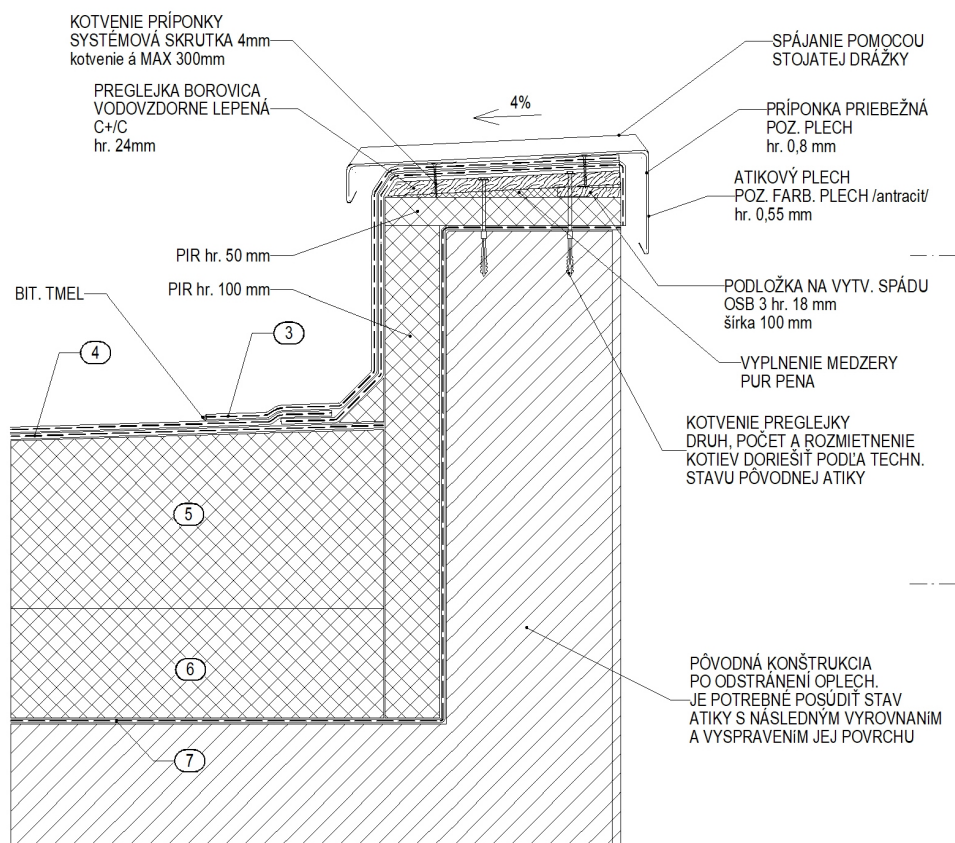 KOTVENIE PRÍPONKY
SYSTÉMOVÁ SKRUTKA 4mm
kotvenie á MAX 300mm
PREGLEJKA BOROVICA
VODOVZDORNE LEPENÁ
C+/C
hr. 24mm
4%
SPÁJANIE POMOCOU
STOJATEJ DRÁŽKY
PRÍPONKA PRIEBEŽNÁ
POZ. PLECH
hr. 0,8 mm
ATIKOVÝ PLECH
POZ. FARB. PLECH /antracit/
hr. 0,55 mm
PIR hr. 50 mm
PIR hr. 100 mm
BIT. TMEL
3
4
PODLOŽKA NA VYTV. SPÁDU
OSB 3 hr. 18 mm
šírka 100 mm
VYPLNENIE MEDZERY
PUR PENA
KOTVENIE PREGLEJKY
DRUH, POČET A ROZMIETNENIE
KOTIEV DORIEŠIŤ PODĽA TECHN.
STAVU PÔVODNEJ ATIKY
5
6
7
PÔVODNÁ KONŠTRUKCIA
PO ODSTRÁNENÍ OPLECH.
JE POTREBNÉ POSÚDIŤ STAV
ATIKY S NÁSLEDNÝM VYROVNANíM
A VYSPRAVENíM JEJ POVRCHU